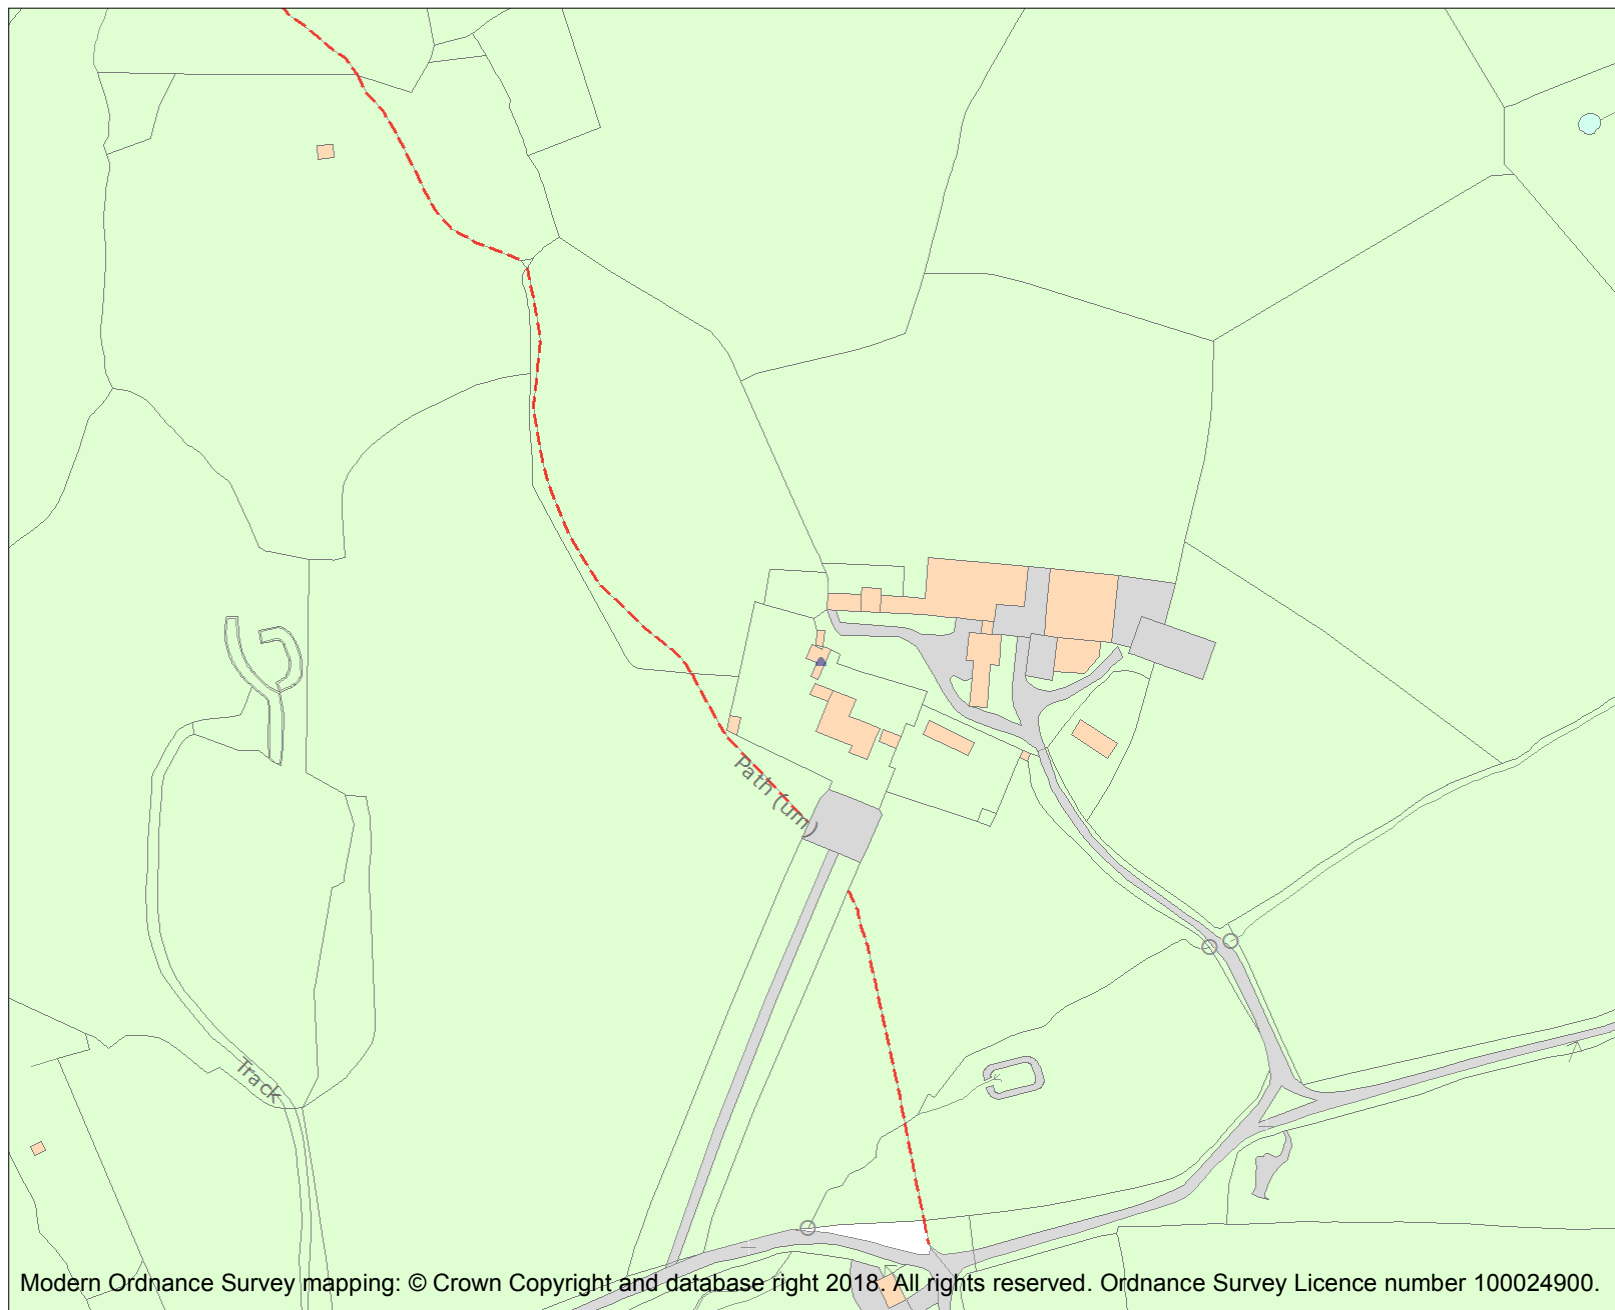 Path (um)
Track
Modern Ordnance Survey mapping: © Crown Copyright and database right 2018. All rights reserved. Ordnance Survey Licence number 100024900.